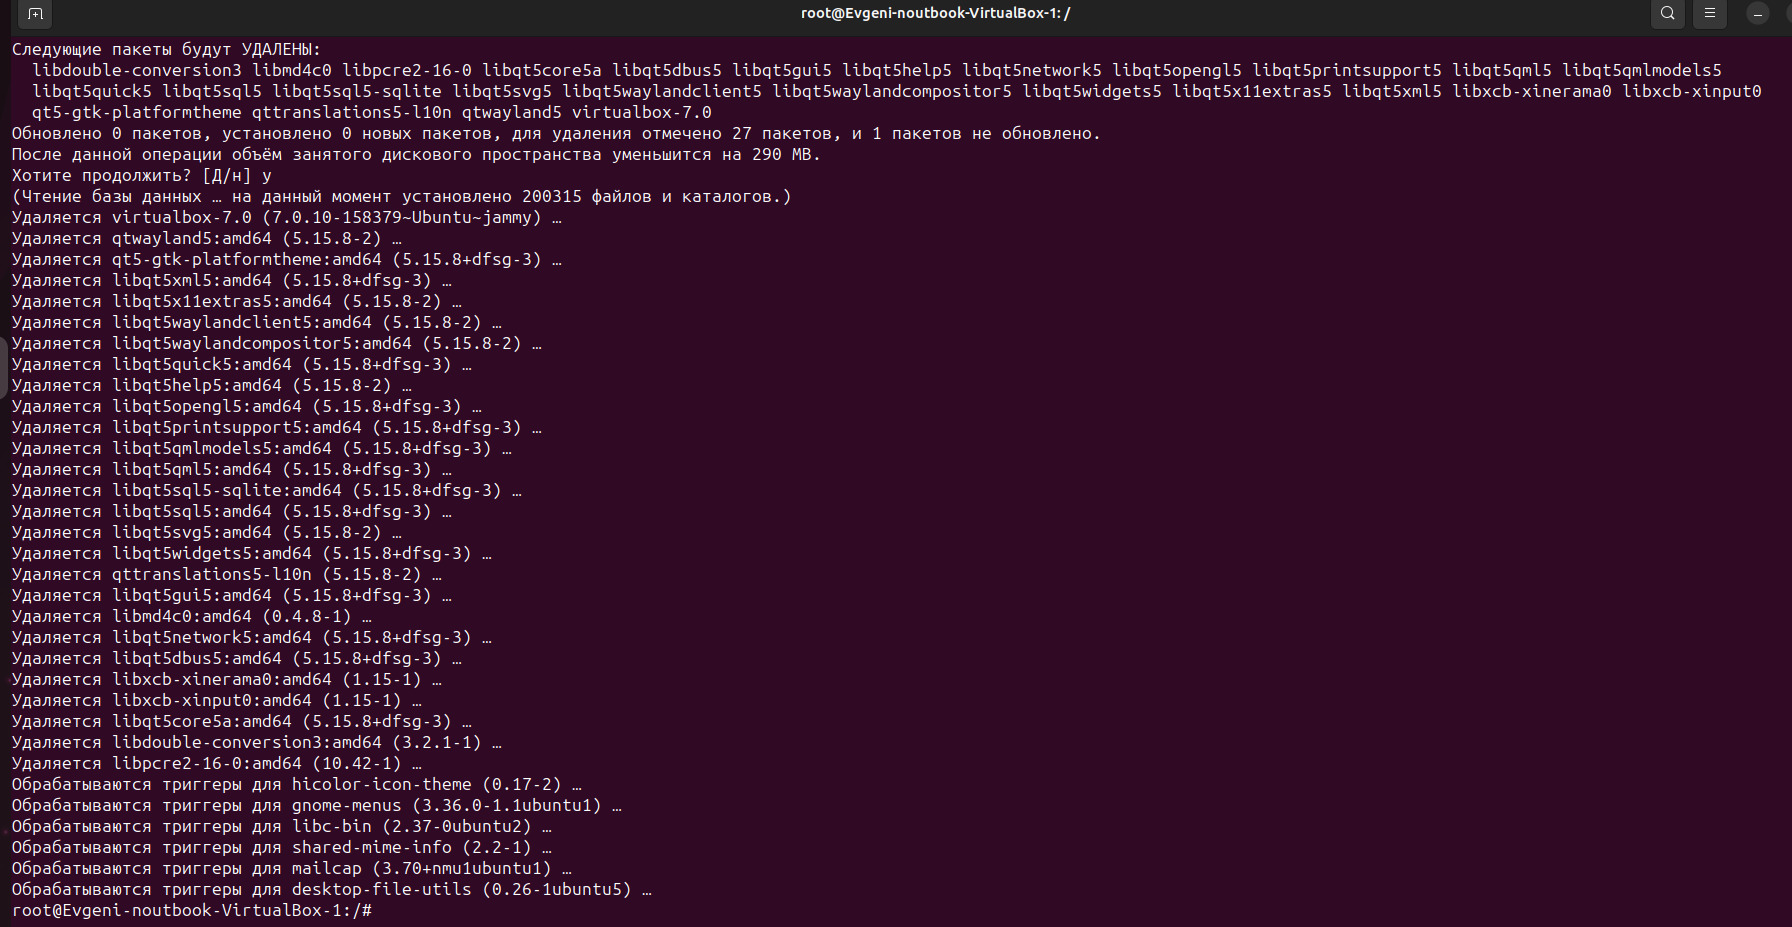 root@Evgeni-noutbook-VirtualBox-1: /
Следующие пакеты будут УДАЛЕНЫ:
libdouble-conversion3 libmd4c0 libpcre2-16-0 libqt5core5a libqt5dbus5 libqt5gui5 libqt5help5 libqt5network5 libqt5opengl5 libqt5printsupport5 libqt5qml5 libqt5qmlmodels5
libqt5quick5 libqt5sql5 libqt5sql5-sqlite libqt5svg5 libqt5waylandclient5 libqt5waylandcompositor5 libqt5widgets5 libqt5x11extras5 libqt5xml5 libxcb-xinerama0 libxcb-xinput0
qt5-gtk-platformtheme qttranslations5-l10n qtwayland5 virtualbox-7.0
Обновлено 0 пакетов, установлено 0 новых пакетов, для удаления отмечено 27 пакетов, и 1 пакетов не обновлено.
После данной операции объём занятого дискового пространства уменьшится на 290 MB.
Хотите продолжить? [Д/н] y
(Чтение базы данных … на данный момент установлено 200315 файлов и каталогов.)
Удаляется virtualbox-7.0 (7.0.10-158379~Ubuntu~jammy) …
Удаляется qtwayland5:amd64 (5.15.8-2) …
Удаляется qt5-gtk-platformtheme:amd64 (5.15.8+dfsg-3) …
Удаляется libqt5xml5:amd64 (5.15.8+dfsg-3) …
Удаляется libqt5x11extras5:amd64 (5.15.8-2) …
Удаляется libqt5waylandclient5:amd64 (5.15.8-2) …
Удаляется libqt5waylandcompositor5:amd64 (5.15.8-2) …
Удаляется libqt5quick5:amd64 (5.15.8+dfsg-3) …
Удаляется libqt5help5:amd64 (5.15.8-2) …
Удаляется libqt5opengl5:amd64 (5.15.8+dfsg-3) …
Удаляется libqt5printsupport5:amd64 (5.15.8+dfsg-3) …
Удаляется libqt5qmlmodels5:amd64 (5.15.8+dfsg-3) …
Удаляется libqt5qml5:amd64 (5.15.8+dfsg-3) …
Удаляется libqt5sql5-sqlite:amd64 (5.15.8+dfsg-3) …
Удаляется libqt5sql5:amd64 (5.15.8+dfsg-3) …
Удаляется libqt5svg5:amd64 (5.15.8-2) …
Удаляется libqt5widgets5:amd64 (5.15.8+dfsg-3) …
Удаляется qttranslations5-l10n (5.15.8-2) …
Удаляется libqt5gui5:amd64 (5.15.8+dfsg-3) …
Удаляется libmd4c0:amd64 (0.4.8-1) …
Удаляется libqt5network5:amd64 (5.15.8+dfsg-3) …
Удаляется libqt5dbus5:amd64 (5.15.8+dfsg-3) …
Удаляется libxcb-xinerama0:amd64 (1.15-1) …
Удаляется libxcb-xinput0:amd64 (1.15-1) …
Удаляется libqt5core5a:amd64 (5.15.8+dfsg-3) …
Удаляется libdouble-conversion3:amd64 (3.2.1-1) …
Удаляется libpcre2-16-0:amd64 (10.42-1) …
Обрабатываются триггеры для hicolor-icon-theme (0.17-2) …
Обрабатываются триггеры для gnome-menus (3.36.0-1.1ubuntu1) …
Обрабатываются триггеры для libc-bin (2.37-0ubuntu2) …
Обрабатываются триггеры для shared-mime-info (2.2-1) …
Обрабатываются триггеры для mailcap (3.70+nmu1ubuntu1) …
Обрабатываются триггеры для desktop-file-utils (0.26-1ubuntu5) …
root@Evgeni-noutbook-VirtualBox-1:/#